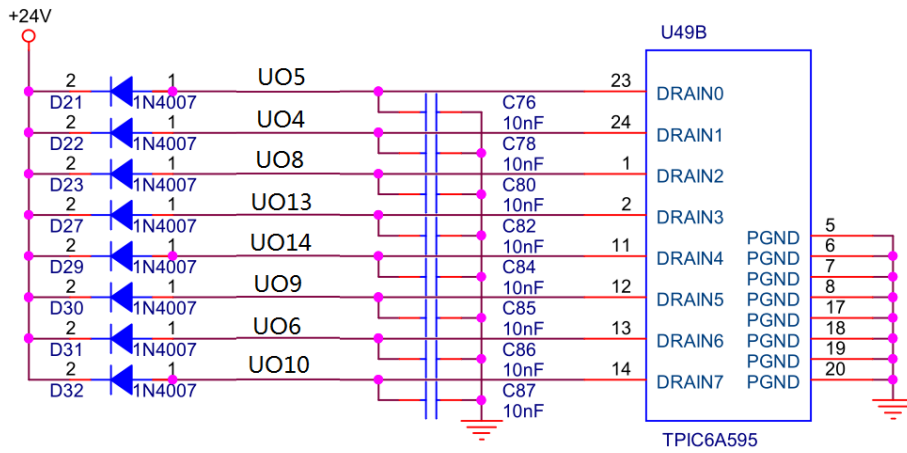 +24V
U49B
2 1 UO5 23 DRAIN0
D21 1N4007 C76
10nF
2 1 UO4 24 DRAIN1
D22 1N4007 C78
10nF
2 1 UO8 1 DRAIN2
D23 1N4007 C80
10nF
2 1 UO13 2 DRAIN3
D27 1N4007 C82
10nF
PGND 5
2 1 UO14 11 DRAIN4 PGND 6
D29 1N4007 C84
10nF
PGND 7
2 1 UO9 12 DRAIN5 PGND 8
D30 1N4007 C85
10nF
PGND 17
2 1 UO6 13 DRAIN6 PGND 18
D31 1N4007 C86
10nF
PGND 19
2 1 UO10 14 DRAIN7 PGND 20
D32 1N4007 C87
10nF
TPIC6A595